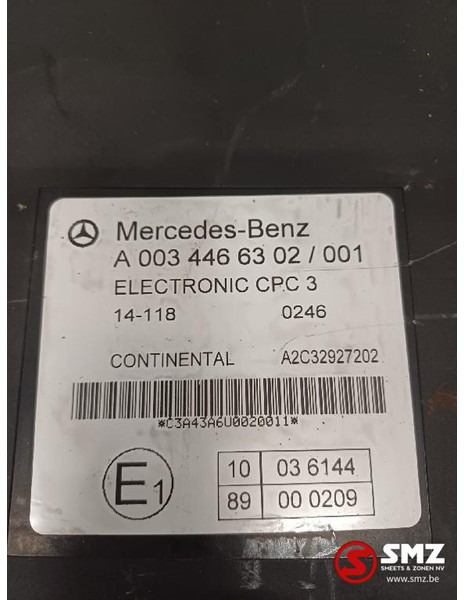 Mercedes-Benz
A 003 446 63 02 / 001
ELECTRONIC CPC 3
14-118 0246
CONTINENTAL A2C32927202
*C3A43A6U0020011*
E1 10 03 6144
89 00 0209
SMZ
SMEETS & ZONEN NV
www.smz.be